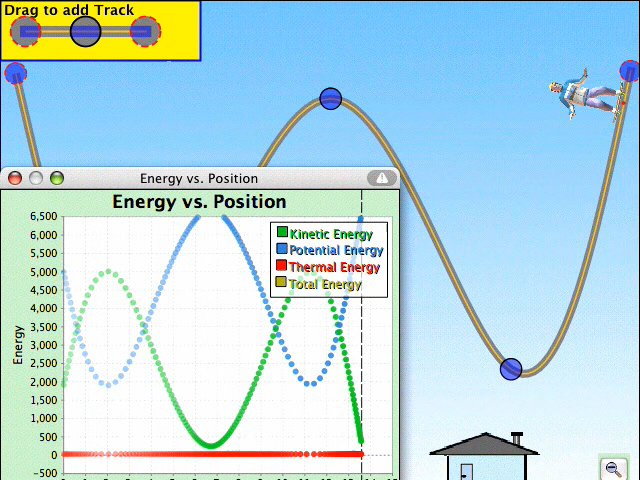 Drag to add Track
Energy vs. Position
Energy vs. Position
6,500
6,000
5,500
5,000
4,500
4,000
3,500
3,000
2,500
2,000
1,500
1,000
500
0
-500
Energy
Kinetic Energy
Potential Energy
Thermal Energy
Total Energy